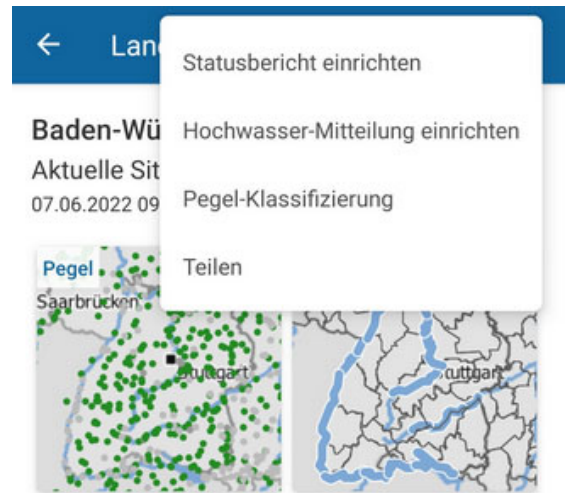 Lan
Statusbericht einrichten
Hochwasser-Mitteilung einrichten
Baden-Wü
Aktuelle Sit
07.06.2022 09
Pegel-Klassifizierung
Teilen
Pegel
Saarbrücken
Stuttgart
tuttgart